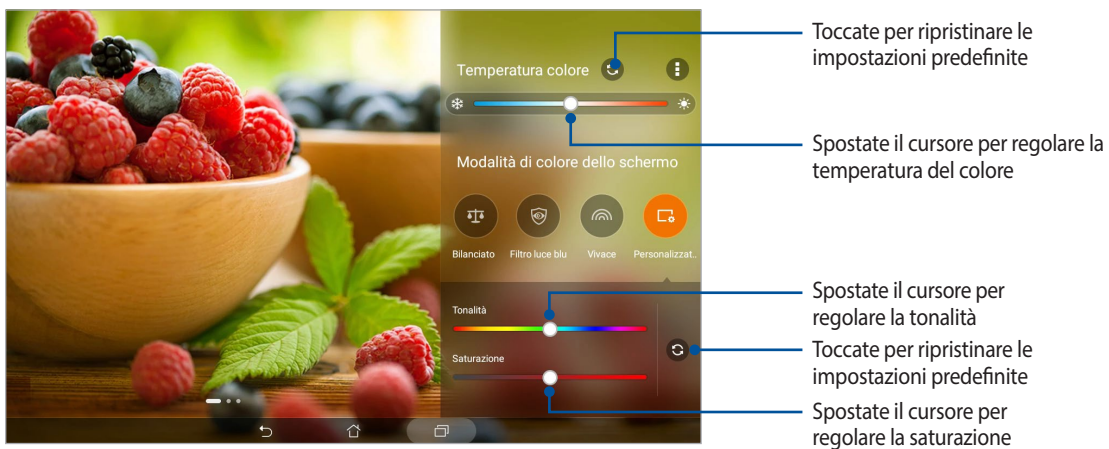 Toccate per ripristinare le
impostazioni predefinite
Temperatura colore
Spostate il cursore per regolare la
temperatura del colore
Modalità di colore dello schermo
Bilanciato
Filtro luce blu
Vivace
Personalizzat..
Spostate il cursore per
regolare la tonalità
Tonalità
Toccate per ripristinare le
impostazioni predefinite
Saturazione
Spostate il cursore per
regolare la saturazione